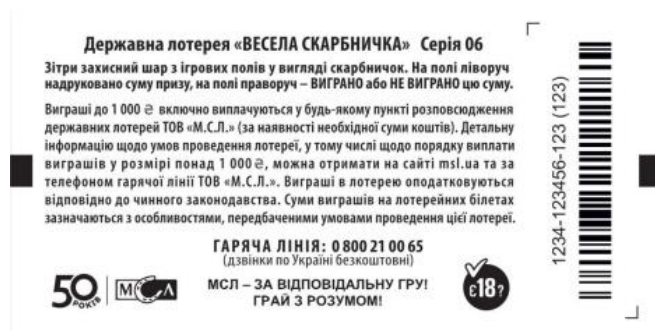 Державна лотерея «ВЕСЕЛА СКАРБНИЧКА» Серія 06
Зітри захисний шар з ігрових полів у вигляді скарбничок. На полі ліворуч
надруковано суму призу, на полі праворуч – ВИГРАНО або НЕ ВИГРАНО цю суму.
Виграші до 1 000 ₴ включно виплачуються у будь-якому пункті розповсюдження
державних лотерей ТОВ «М.С.Л.» (за наявності необхідної суми коштів). Детальну
інформацію щодо умов проведення лотереї, у тому числі щодо порядку виплати
виграшів у розмірі понад 1 000 ₴, можна отримати на сайті msl.ua та за
телефоном гарячої лінії ТОВ «М.С.Л.». Виграші в лотерею оподатковуються
відповідно до чинного законодавства. Суми виграшів на лотерейних білетах
зазначаються з особливостями, передбаченими умовами проведення цієї лотереї.
ГАРЯЧА ЛІНІЯ: 0 800 21 00 65
(дзвінки по Україні безкоштовні)
50 РОКІВ
МСЛ
МСЛ – ЗА ВІДПОВІДАЛЬНУ ГРУ!
ГРАЙ З РОЗУМОМ!
Є18?
1234-123456-123 (123)